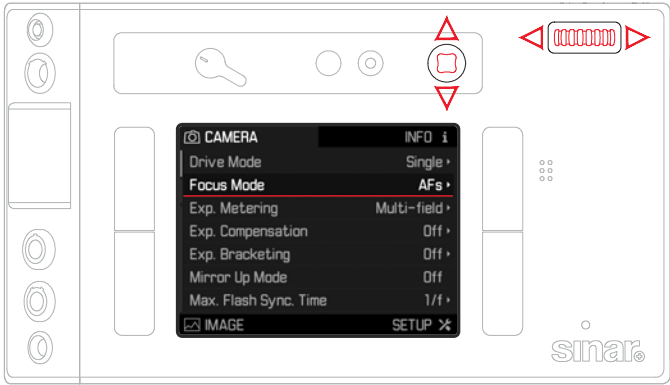 CAMERA INFO i
Drive Mode Single
Focus Mode AFs
Exp. Metering Multi-field
Exp. Compensation Off
Exp. Bracketing Off
Mirror Up Mode Off
Max. Flash Sync. Time 1/f
IMAGE SETUP
sinar